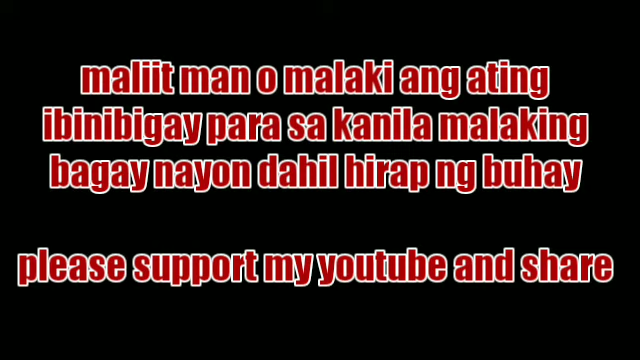 maliit man o malaki ang ating
ibinibigay para sa kanila malaking
bagay nayon dahil hirap ng buhay
please support my youtube and share